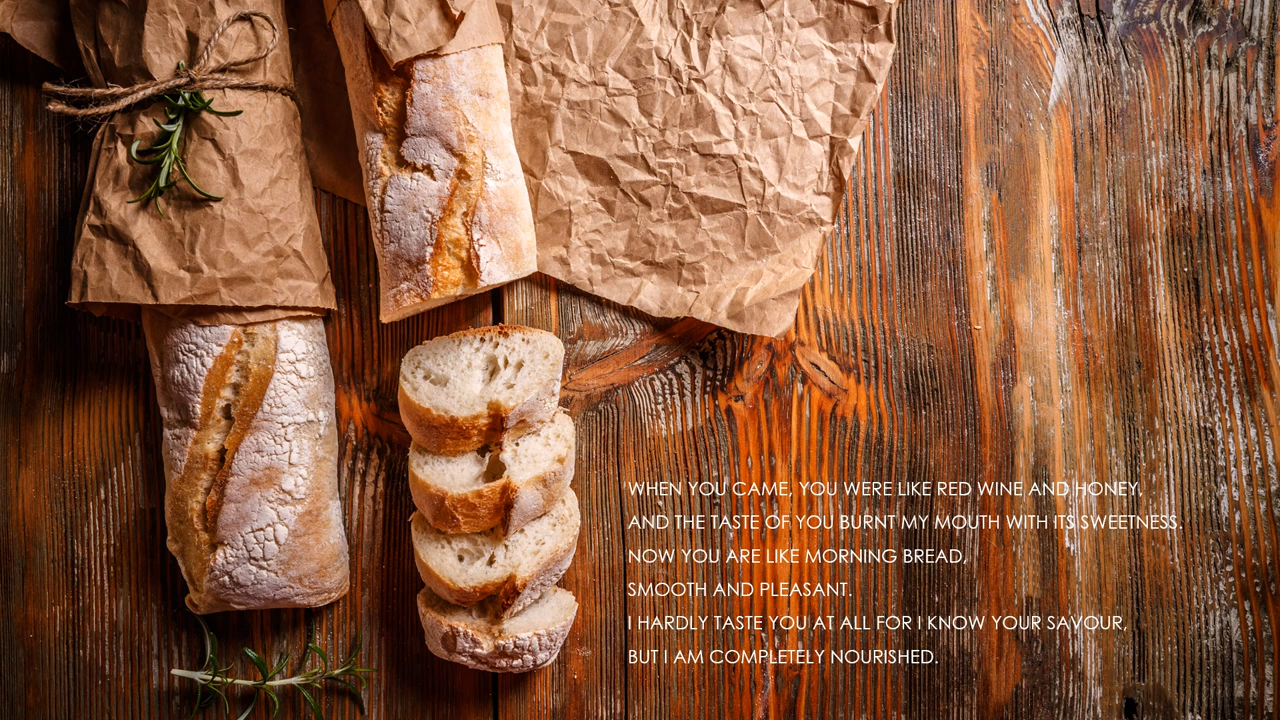 WHEN YOU CAME, YOU WERE LIKE RED WINE AND HONEY,
AND THE TASTE OF YOU BURNT MY MOUTH WITH ITS SWEETNESS.
NOW YOU ARE LIKE MORNING BREAD,
SMOOTH AND PLEASANT.
I HARDLY TASTE YOU AT ALL FOR I KNOW YOUR SAVOUR,
BUT I AM COMPLETELY NOURISHED.